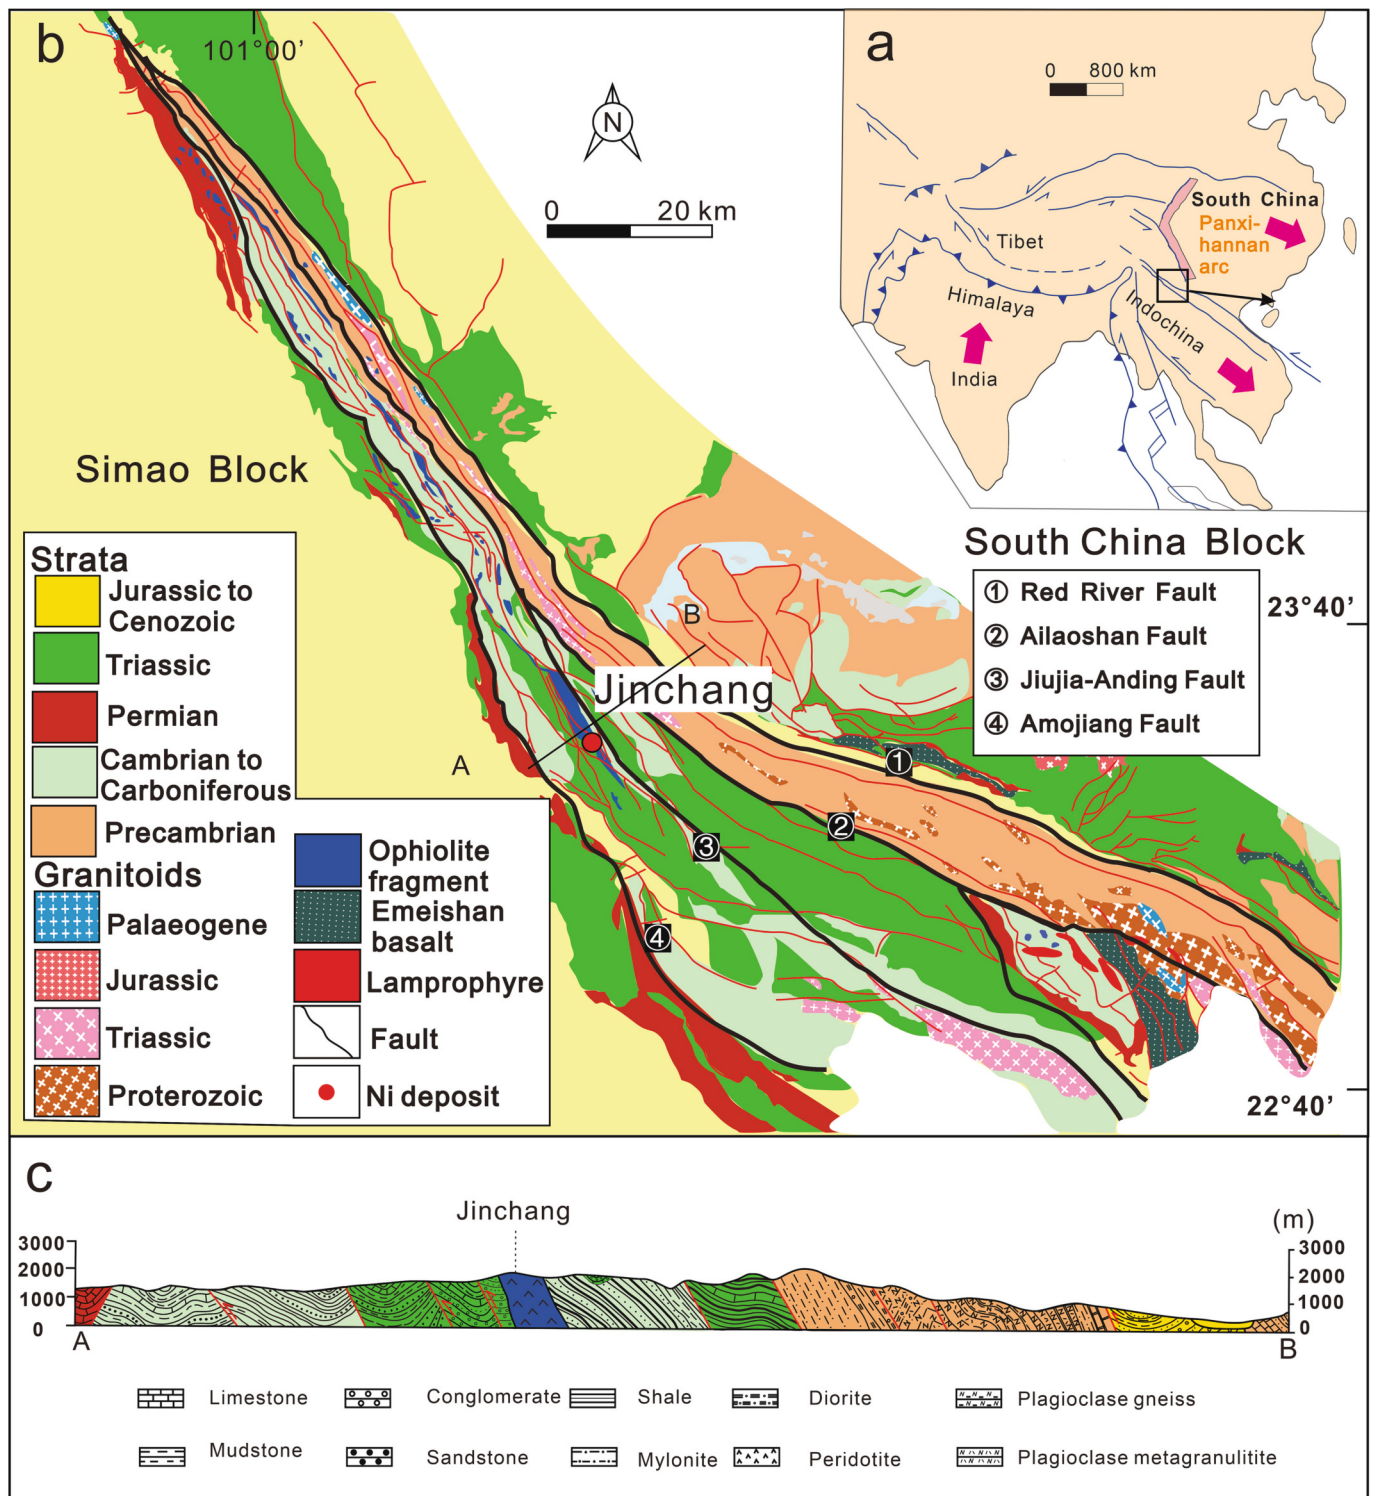 b
101°00'
N
0 20 km
Simao Block
a
0 800 km
South China
Panxi-
hannan
arc
Tibet
Himalaya
Indochina
India
South China Block
① Red River Fault
② Ailaoshan Fault
③ Jiujia-Anding Fault
④ Amojiang Fault
23°40'
22°40'
B
Jinchang
A
①
②
③
④
Strata
Jurassic to
Cenozoic
Triassic
Permian
Cambrian to
Carboniferous
Precambrian
Granitoids
Palaeogene
Jurassic
Triassic
Proterozoic
Ophiolite
fragment
Emeishan
basalt
Lamprophyre
Fault
Ni deposit
c
Jinchang
(m)
3000
2000
1000
0
A
3000
2000
1000
0
B
Limestone
Conglomerate
Shale
Diorite
Plagioclase gneiss
Mudstone
Sandstone
Mylonite
Peridotite
Plagioclase metagranulitite